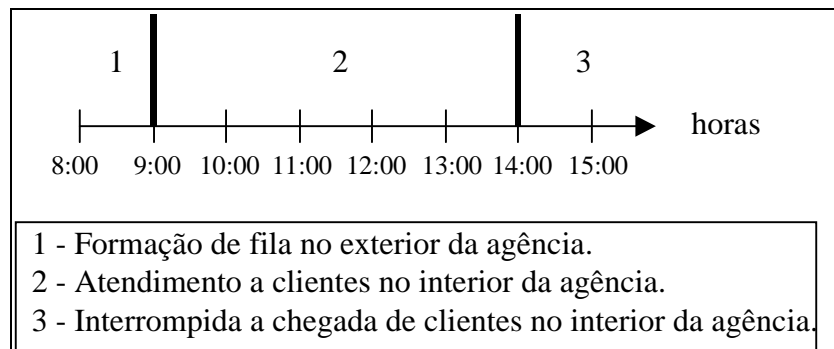 1 2 3
horas
8:00 9:00 10:00 11:00 12:00 13:00 14:00 15:00
1 - Formação de fila no exterior da agência.
2 - Atendimento a clientes no interior da agência.
3 - Interrompida a chegada de clientes no interior da agência.